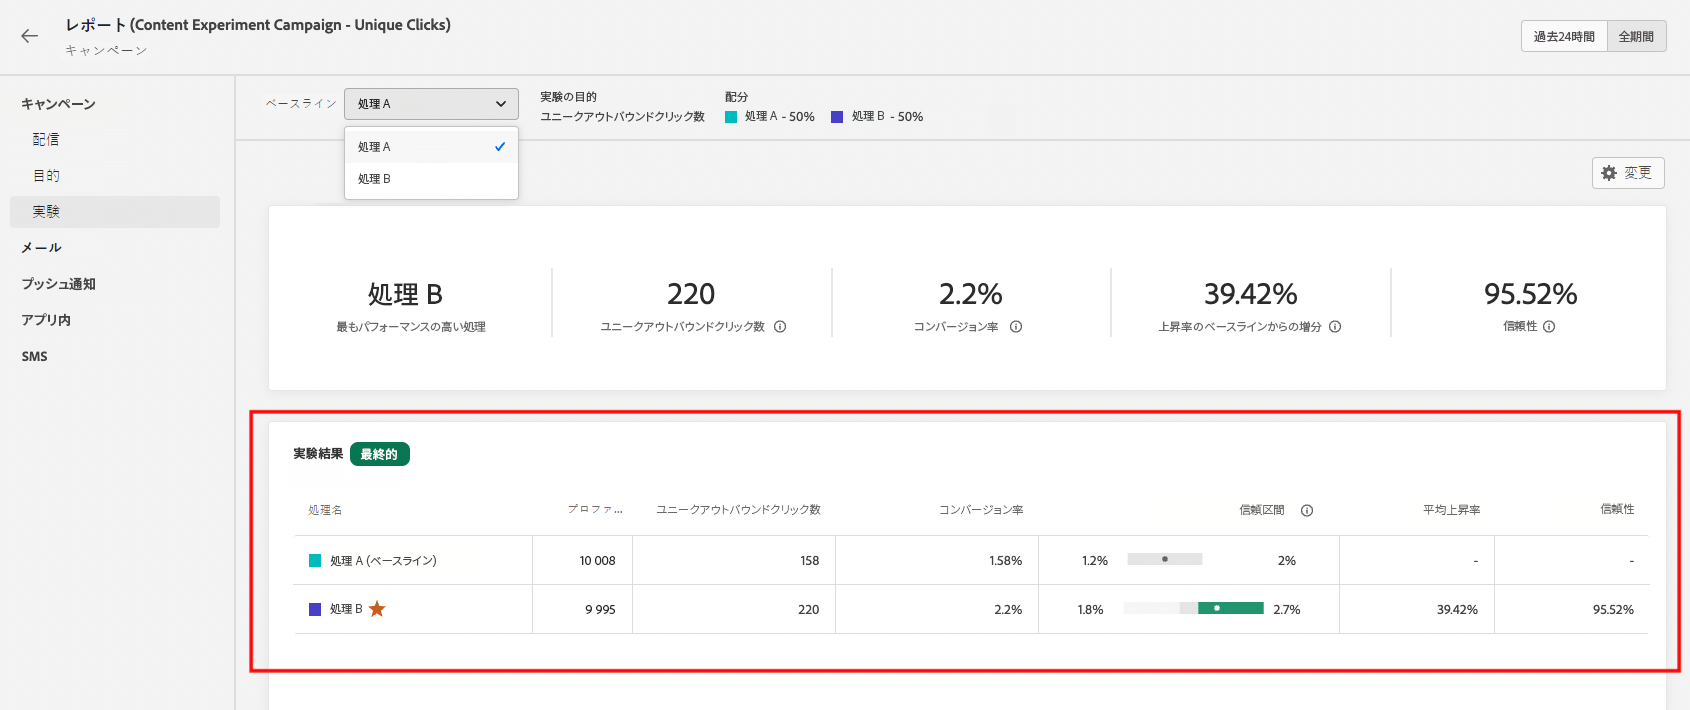 レポート (Content Experiment Campaign - Unique Clicks)
キャンペーン
過去24時間 全期間
キャンペーン
配信
目的
実験
メール
プッシュ通知
アプリ内
SMS
ベースライン 処理 A
処理 A
処理 B
実験の目的
ユニークアウトバウンドクリック数
配分
処理 A - 50% 処理 B - 50%
変更
処理 B
最もパフォーマンスの高い処理
220
ユニークアウトバウンドクリック数
2.2%
コンバージョン率
39.42%
上昇率のベースラインからの増分
95.52%
信頼性
実験結果 最終的
処理名 プロファ... ユニークアウトバウンドクリック数 コンバージョン率 信頼区間 平均上昇率 信頼性
処理 A (ベースライン) 10 008 158 1.58% 1.2% 2% - -
処理 B 9 995 220 2.2% 1.8% 2.7% 39.42% 95.52%